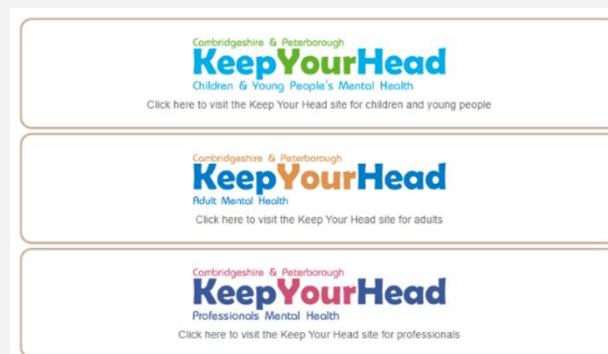 Cambridgeshire & Peterborough
KeepYourHead
Children & Young People's Mental Health
Click here to visit the Keep Your Head site for children and young people
Cambridgeshire & Peterborough
KeepYourHead
Adult Mental Health
Click here to visit the Keep Your Head site for adults
Cambridgeshire & Peterborough
KeepYourHead
Professionals Mental Health
Click here to visit the Keep Your Head site for professionals